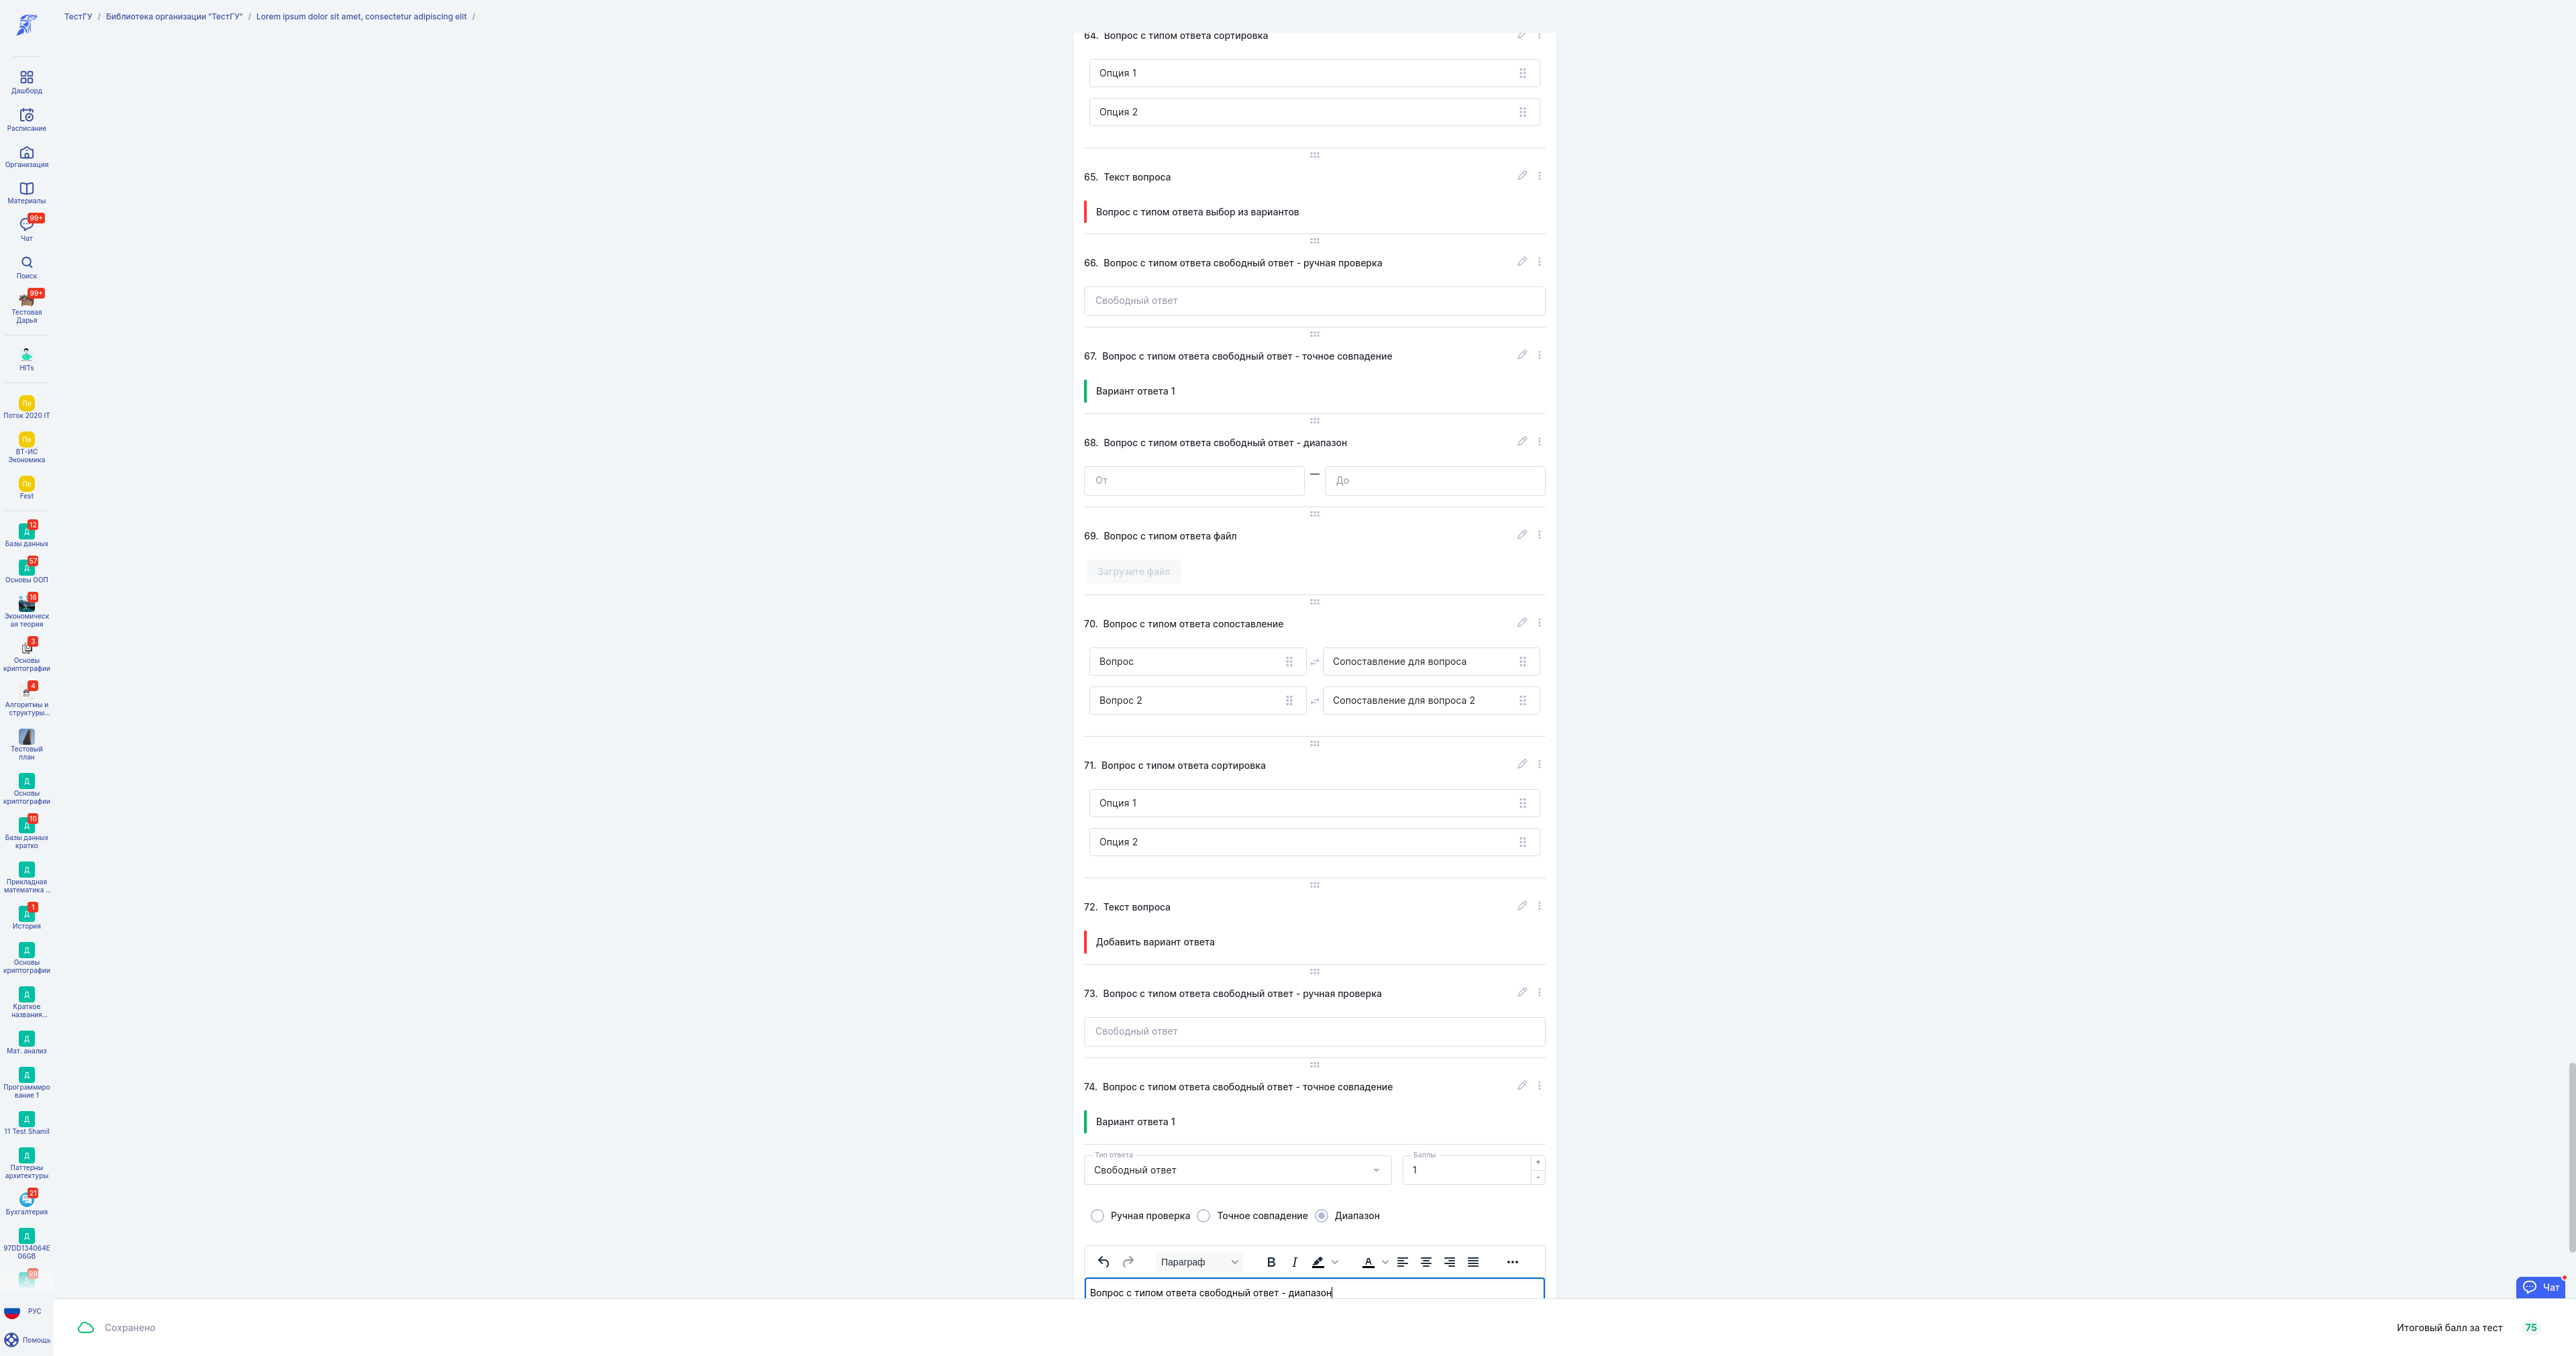 ТестГУ / Библиотека организации "ТестГУ" / Lorem ipsum dolor sit amet, consectetur adipiscing elit /
Дашборд
Расписание
Организация
Материалы
99+
Чат
Поиск
99+
Тестовая
Дарья
HITs
По
Поток 2020 IT
По
ВТ-ИС
Экономика
По
Fest
12
Д
Базы данных
57
Д
Основы ООП
16
Экономическ
ая теория
3
Основы
криптографии
4
Алгоритмы и
структуры...
Тестовый
план
Д
Основы
криптографии
10
Д
Базы данных
кратко
Д
Прикладная
математика ...
1
Д
История
Д
Основы
криптографии
Д
Краткое
названия...
Д
Мат. анализ
Д
Программиро
вание 1
Д
11 Test Shamil
Д
Паттерны
архитектуры
21
Бухгалтерия
Д
97DD134064E
06GB
99
Д
РУС
Помощь
64. Вопрос с типом ответа сортировка
Опция 1
Опция 2
65. Текст вопроса
Вопрос с типом ответа выбор из вариантов
66. Вопрос с типом ответа свободный ответ - ручная проверка
Свободный ответ
67. Вопрос с типом ответа свободный ответ - точное совпадение
Вариант ответа 1
68. Вопрос с типом ответа свободный ответ - диапазон
От — До
69. Вопрос с типом ответа файл
Загрузите файл
70. Вопрос с типом ответа сопоставление
Вопрос Сопоставление для вопроса
Вопрос 2 Сопоставление для вопроса 2
71. Вопрос с типом ответа сортировка
Опция 1
Опция 2
72. Текст вопроса
Добавить вариант ответа
73. Вопрос с типом ответа свободный ответ - ручная проверка
Свободный ответ
74. Вопрос с типом ответа свободный ответ - точное совпадение
Вариант ответа 1
Тип ответа Баллы
Свободный ответ 1 + -
Ручная проверка Точное совпадение Диапазон
Параграф B I A ...
Вопрос с типом ответа свободный ответ - диапазон
Чат
Сохранено
Итоговый балл за тест 75